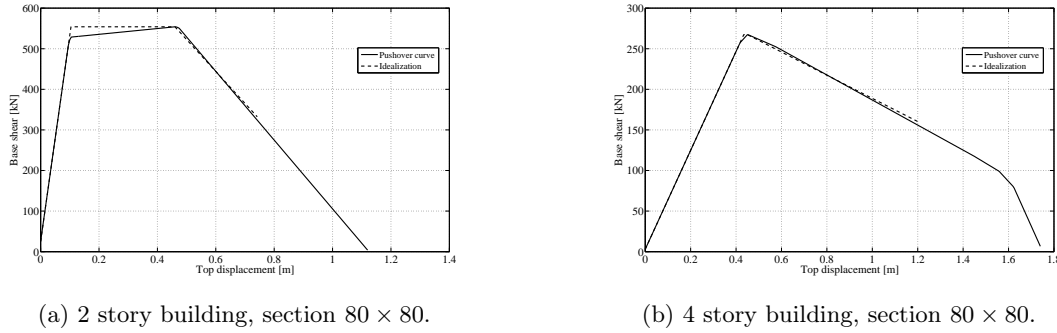 600
500
400
300
200
100
0
Base shear [kN]
Pushover curve
Idealization
0 0.2 0.4 0.6 0.8 1 1.2 1.4
Top displacement [m]
(a) 2 story building, section 80 × 80.
300
250
200
150
100
50
0
Base shear [kN]
Pushover curve
Idealization
0 0.2 0.4 0.6 0.8 1 1.2 1.4 1.6 1.8
Top displacement [m]
(b) 4 story building, section 80 × 80.